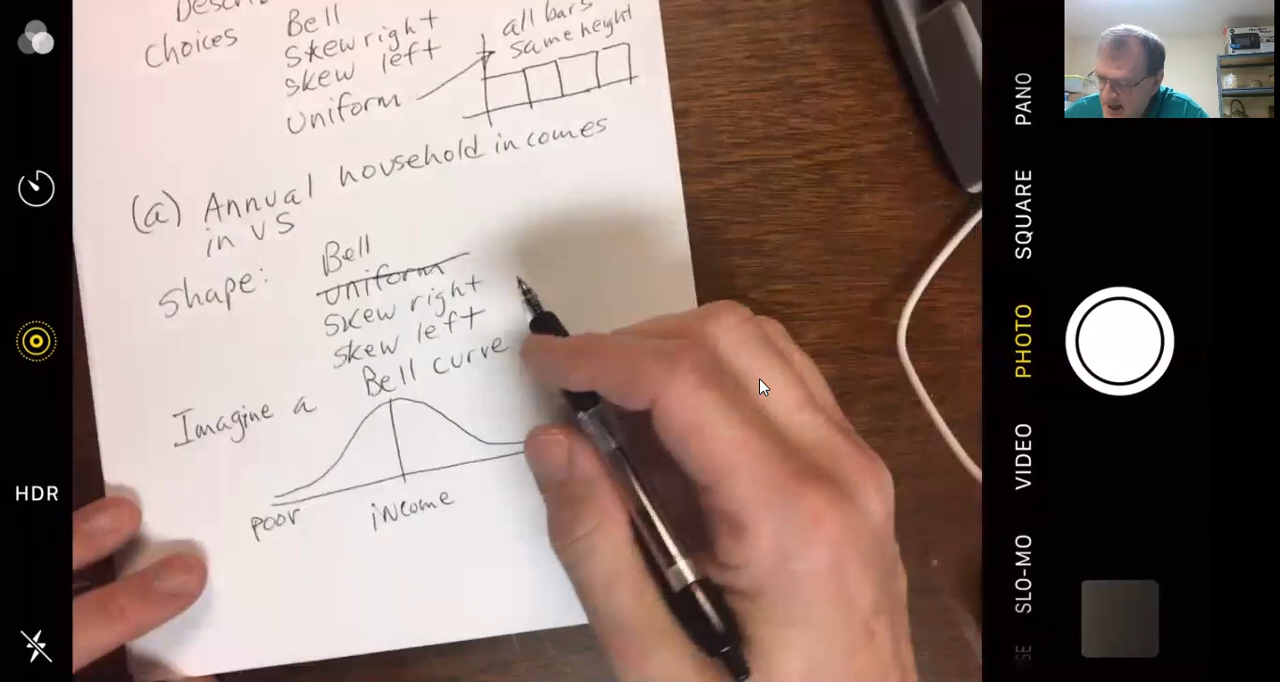 Choices Bell
skew right
skew left
uniform
all bars
same height
(a) Annual household incomes
in US
shape: Bell
uniform
skew right
skew left
Imagine a Bell curve
poor income
HDR
PANO
SQUARE
PHOTO
VIDEO
SLO-MO